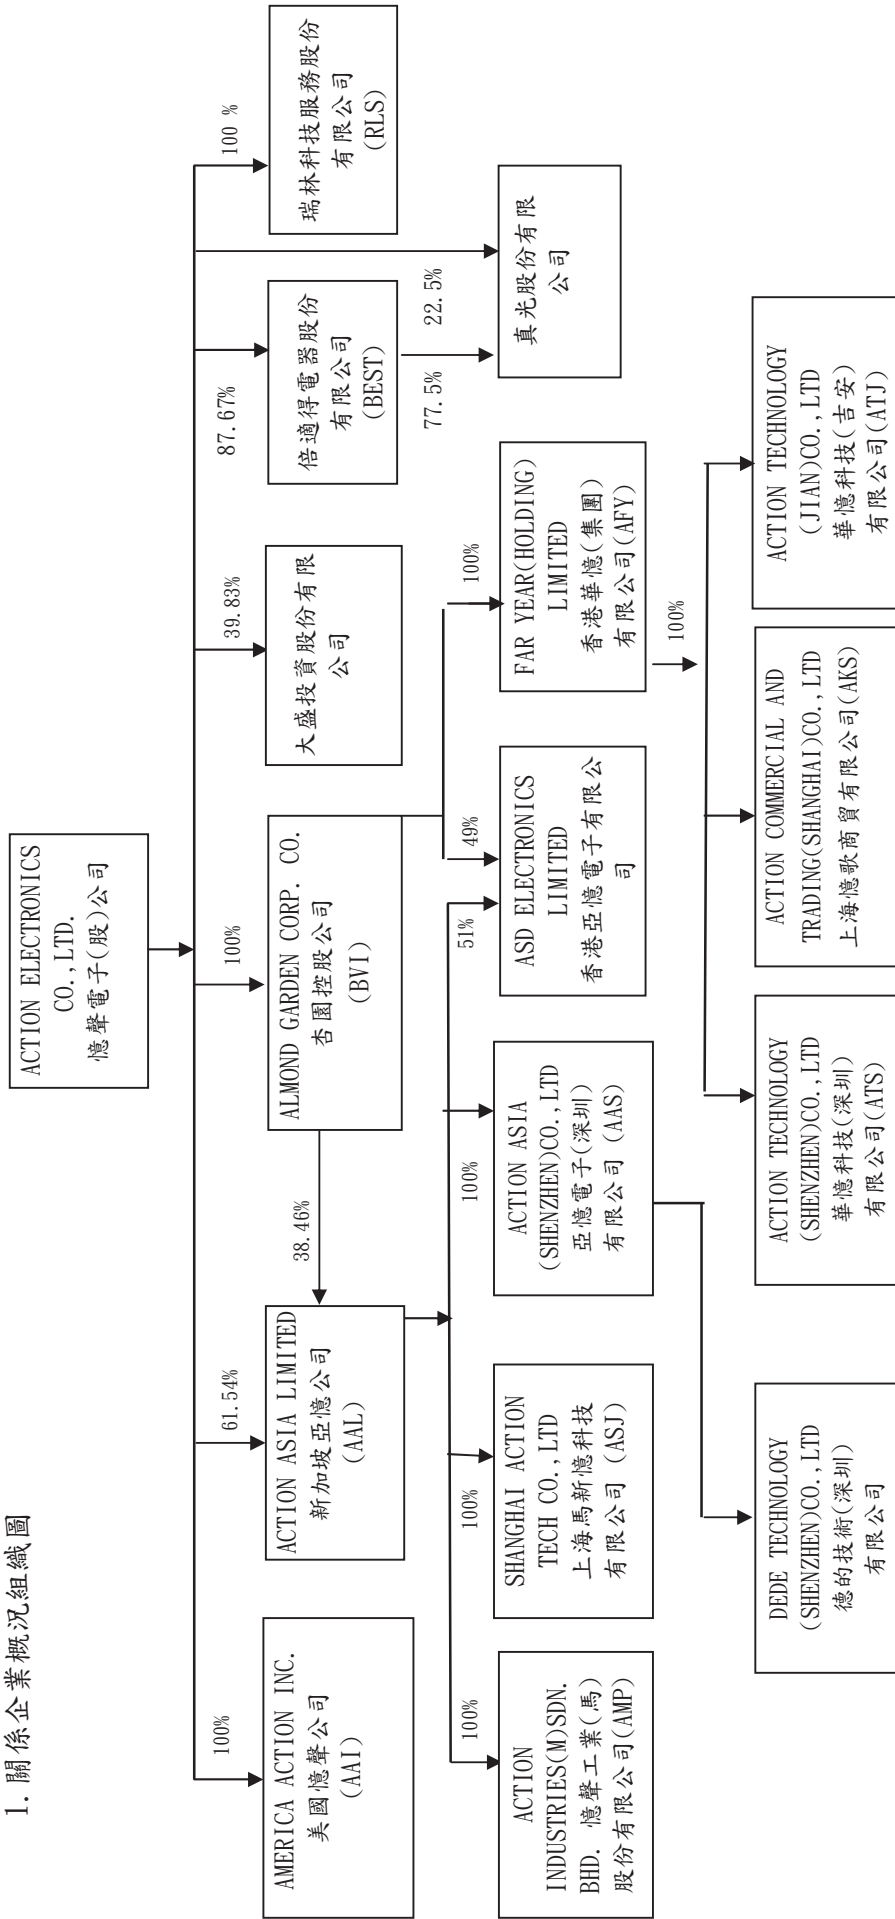 1. 關係企業概況組織圖
ACTION ELECTRONICS
CO.,LTD.
憶聲電子(股)公司
100%
61.54%
100%
39.83%
87.67%
100 %
AMERICA ACTION INC.
美國憶聲公司
(AAI)
ACTION ASIA LIMITED
新加坡亞憶公司
(AAL)
38.46%
ALMOND GARDEN CORP. CO.
杏園控股公司
(BVI)
大盛投資股份有限
公司
倍適得電器股份
有限公司
(BEST)
瑞林科技服務股份
有限公司
(RLS)
100%
100%
100%
51%
49%
100%
77.5%
22.5%
ACTION
INDUSTRIES(M)SDN.
BHD. 憶聲工業(馬)
股份有限公司(AMP)
SHANGHAI ACTION
TECH CO.,LTD
上海馬新憶科技
有限公司 (ASJ)
ACTION ASIA
(SHENZHEN)CO.,LTD
亞憶電子(深圳)
有限公司 (AAS)
ASD ELECTRONICS
LIMITED
香港亞憶電子有限公
司
FAR YEAR(HOLDING)
LIMITED
香港華憶(集團)
有限公司(AFY)
真光股份有限
公司
100%
DEDE TECHNOLOGY
(SHENZHEN)CO.,LTD
德的技術(深圳)
有限公司
ACTION TECHNOLOGY
(SHENZHEN)CO.,LTD
華憶科技(深圳)
有限公司(ATS)
ACTION COMMERCIAL AND
TRADING(SHANGHAI)CO.,LTD
上海憶歌商貿有限公司(AKS)
ACTION TECHNOLOGY
(JIAN)CO.,LTD
華憶科技(吉安)
有限公司(ATJ)